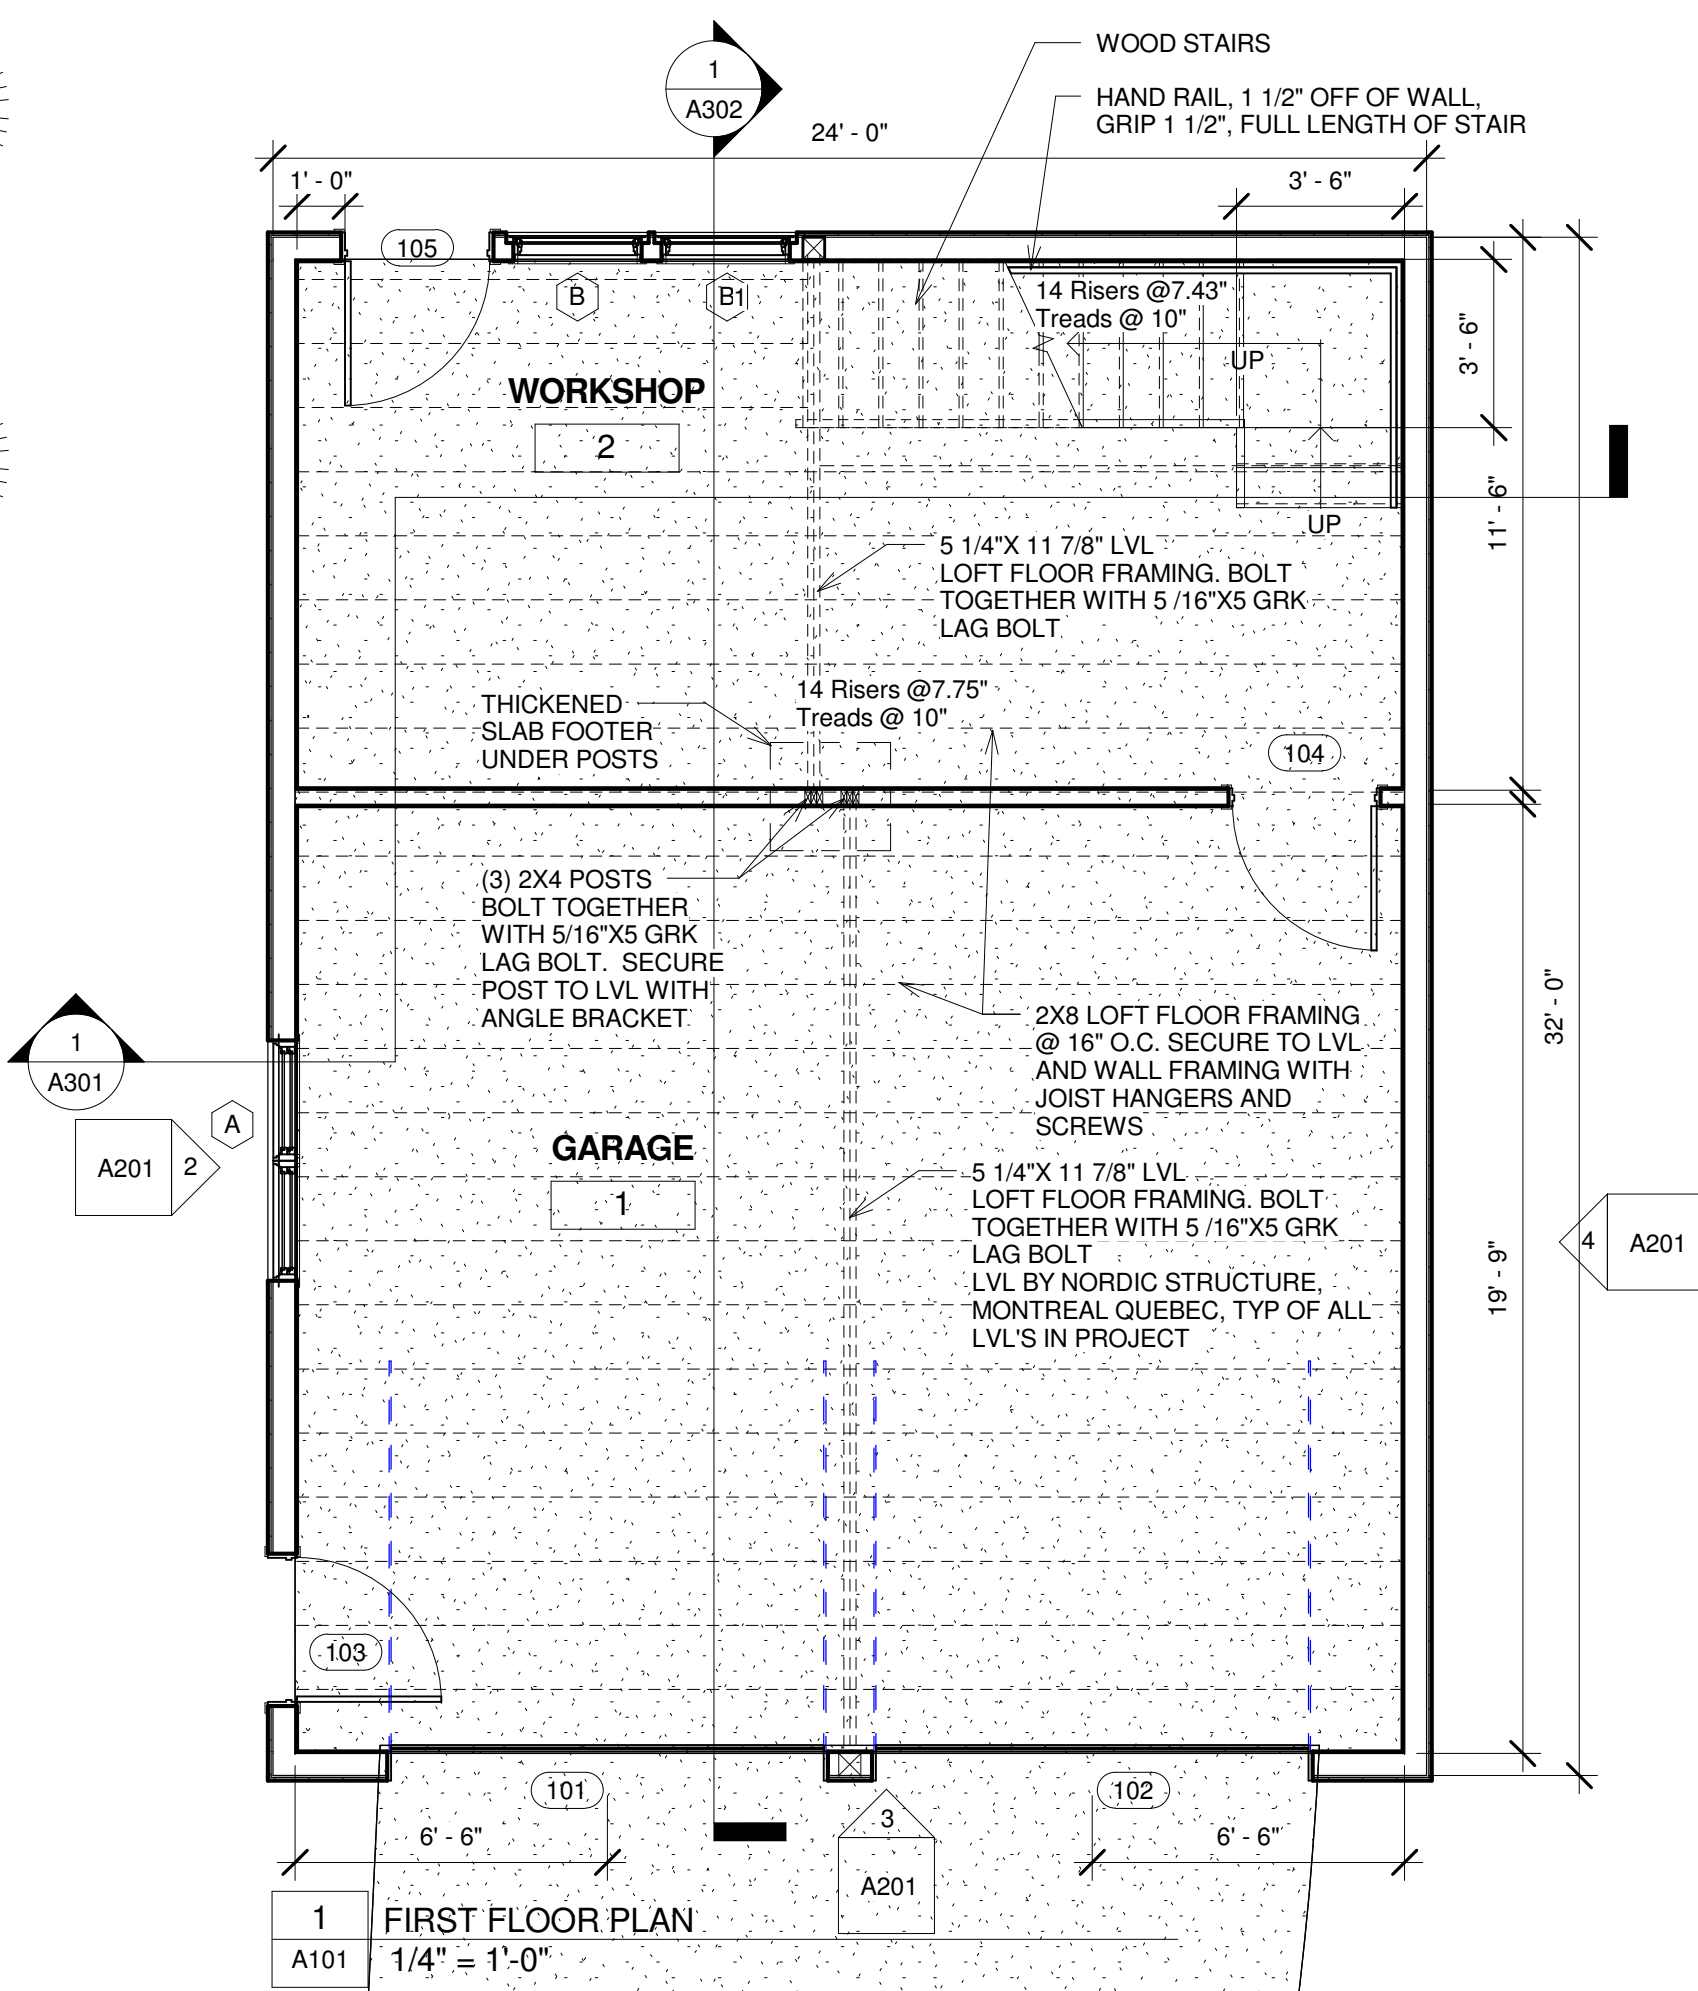 WOOD STAIRS
HAND RAIL, 1 1/2" OFF OF WALL,
GRIP 1 1/2", FULL LENGTH OF STAIR
1
A302
24' - 0"
1' - 0"
3' - 6"
105
B
B1
14 Risers @7.43"
Treads @ 10"
UP
3' - 6"
WORKSHOP
2
UP
11' - 6"
5 1/4"X 11 7/8" LVL
LOFT FLOOR FRAMING. BOLT
TOGETHER WITH 5 /16"X5 GRK
LAG BOLT
THICKENED
SLAB FOOTER
UNDER POSTS
14 Risers @7.75"
Treads @ 10"
104
(3) 2X4 POSTS
BOLT TOGETHER
WITH 5/16"X5 GRK
LAG BOLT.  SECURE
POST TO LVL WITH
ANGLE BRACKET
2X8 LOFT FLOOR FRAMING
@ 16" O.C. SECURE TO LVL
AND WALL FRAMING WITH
JOIST HANGERS AND
SCREWS
32' - 0"
1
A301
A
A201
2
GARAGE
1
5 1/4"X 11 7/8" LVL
LOFT FLOOR FRAMING. BOLT
TOGETHER WITH 5 /16"X5 GRK
LAG BOLT
LVL BY NORDIC STRUCTURE,
MONTREAL QUEBEC, TYP OF ALL
LVL'S IN PROJECT
19' - 9"
4
A201
103
101
102
6' - 6"
3
A201
6' - 6"
1
A101
FIRST FLOOR PLAN
1/4" = 1'-0"